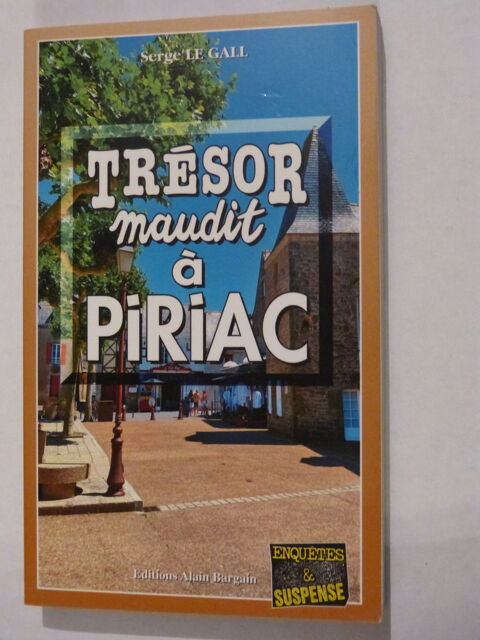 Serge LE GALL
TRÉSOR
maudit
à
PiRiAC
Editions Alain Bargain
ENQUÊTES
&
SUSPENSE